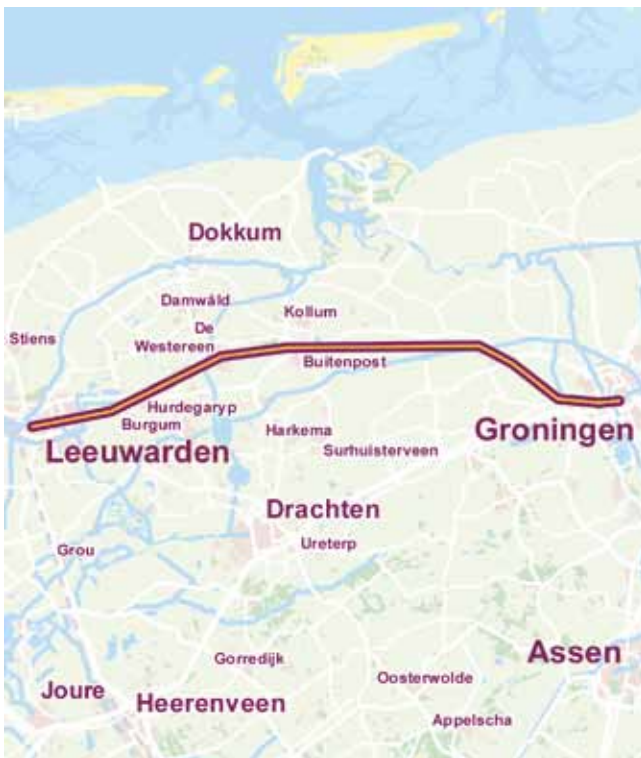 Dokkum
Damwâld
Kollum
De
Westereen
Stiens
Buitenpost
Hurdegaryp
Burgum
Harkema
Groningen
Leeuwarden
Surhuisterveen
Drachten
Ureterp
Grou
Gorredijk
Assen
Oosterwolde
Joure
Heerenveen
Appelscha